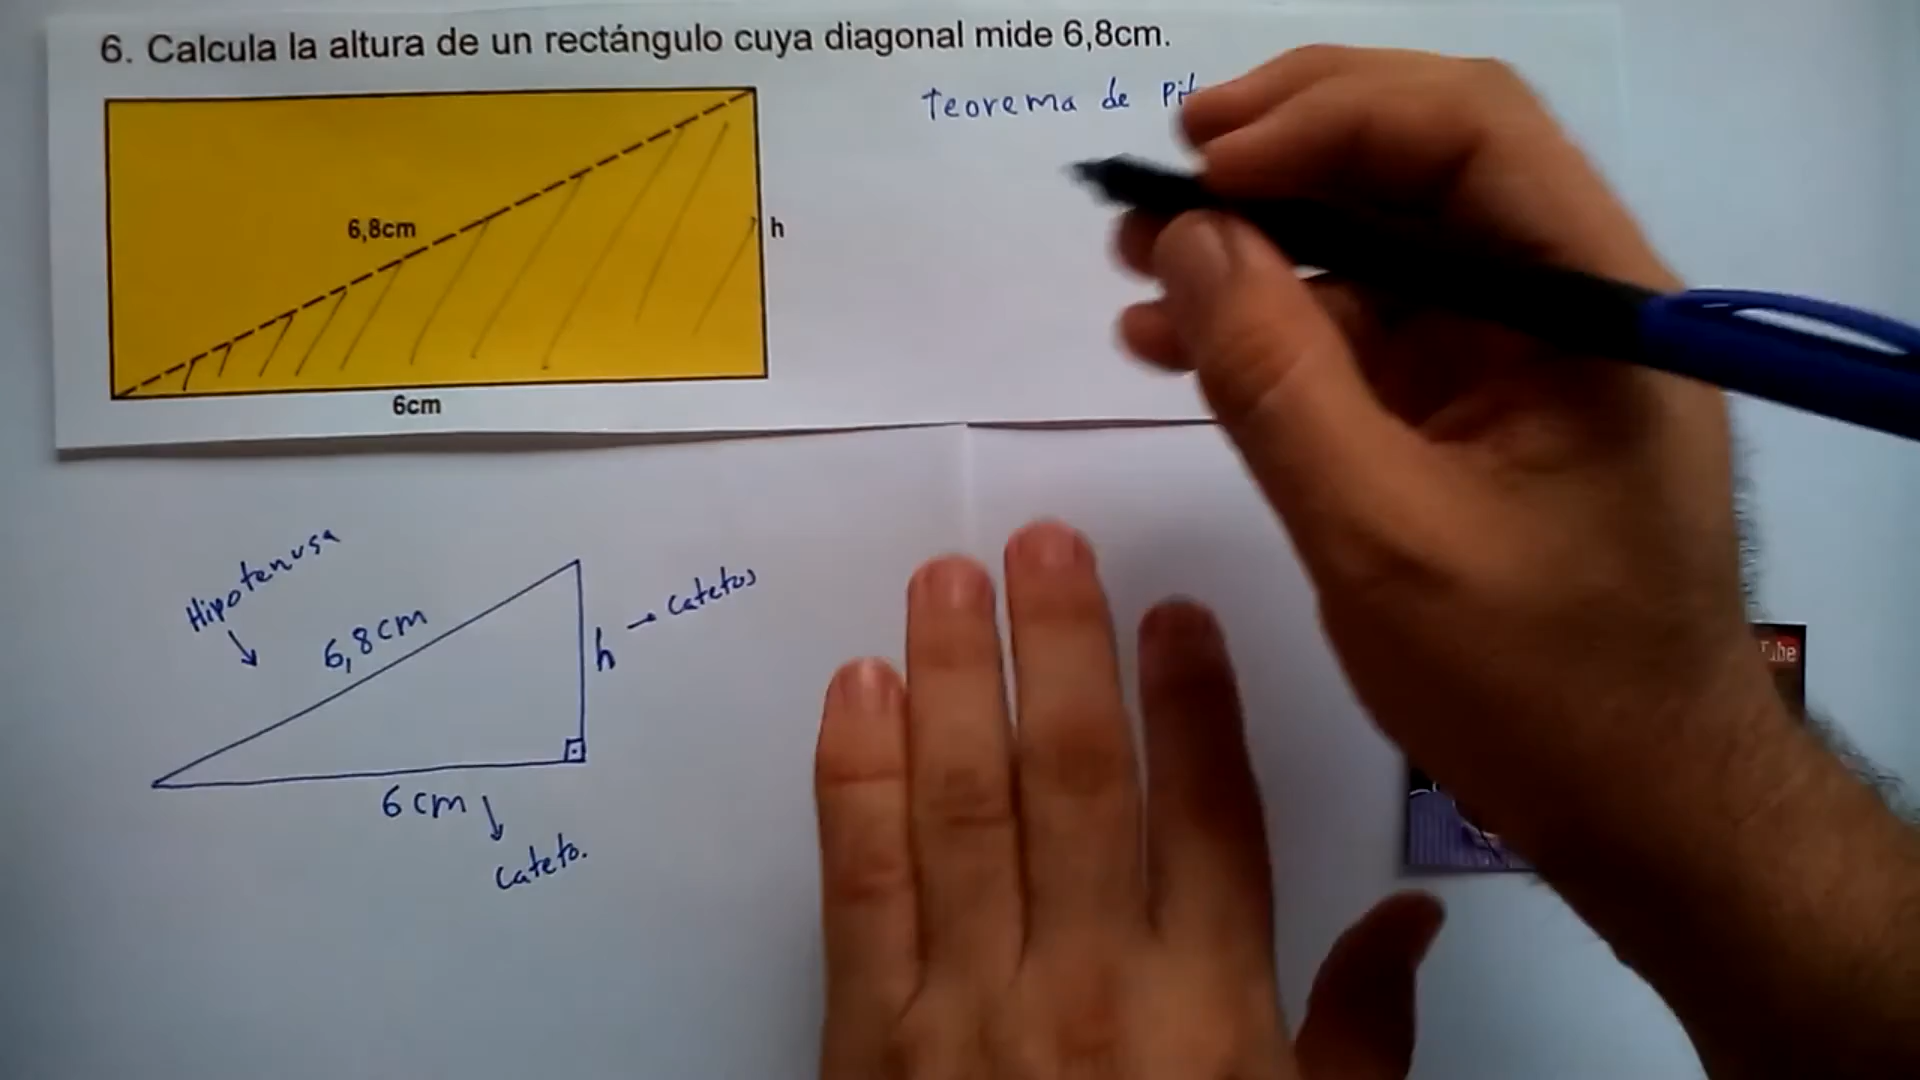 6. Calcula la altura de un rectángulo cuya diagonal mide 6,8cm.
Teorema de
6,8cm
h
6cm
Hipotenusa
6,8cm
h → Catetos
6cm
Cateto.